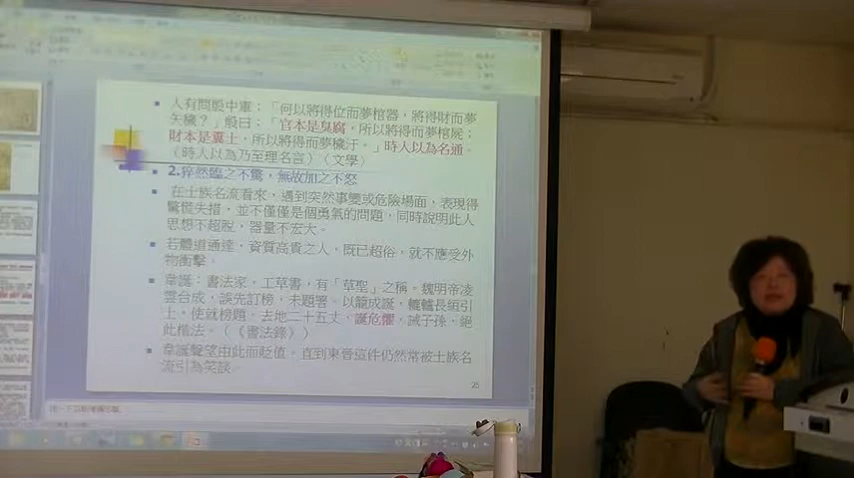 人有問殷中軍：「何以將得位而夢棺器，將得財而夢
矢穢？」殷曰：「官本是臭腐，所以將得而夢棺屍；
財本是糞土，所以將得而夢穢汙。」時人以為名通。
（時人以為乃至理名言）（文學）
2.猝然臨之不驚，無故加之不怒
在士族名流看來，遇到突然事變或危險場面，表現得
驚慌失措，並不僅僅是個勇氣的問題，同時說明此人
思想不超脫，器量不宏大。
若體道通達，資質高貴之人，既已超俗，就不應受外
物衝擊。
韋誕：書法家，工草書，有「草聖」之稱。魏明帝凌
雲台成，誤先訂榜，未題署。以籠成誕，轆轤長絙引
上，使就榜題。去地二十五丈，誕危懼，誡子孫，絕
此楷法。（《書法錄》）
韋誕聲望由此而貶值。直到東晉這件仍然常被士族名
流引為笑談。
25